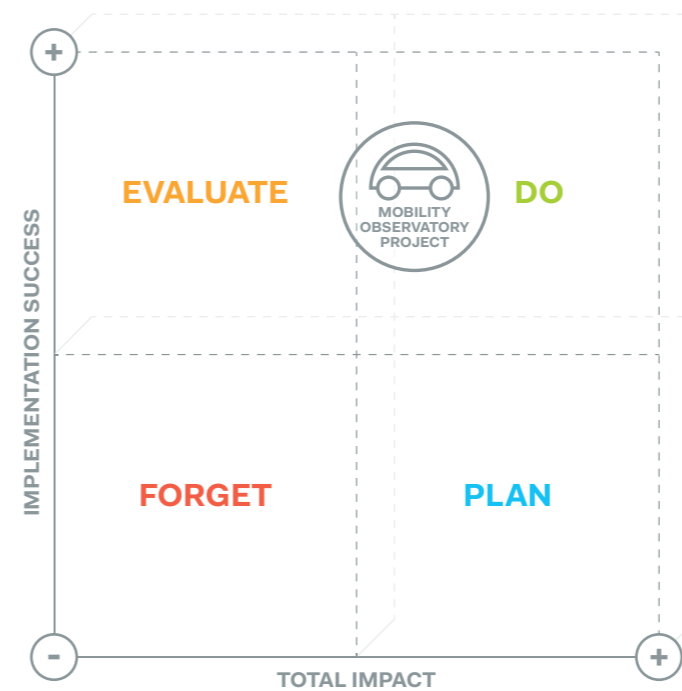 +
EVALUATE
DO
MOBILITY
OBSERVATORY
PROJECT
IMPLEMENTATION SUCCESS
FORGET
PLAN
-
+
TOTAL IMPACT